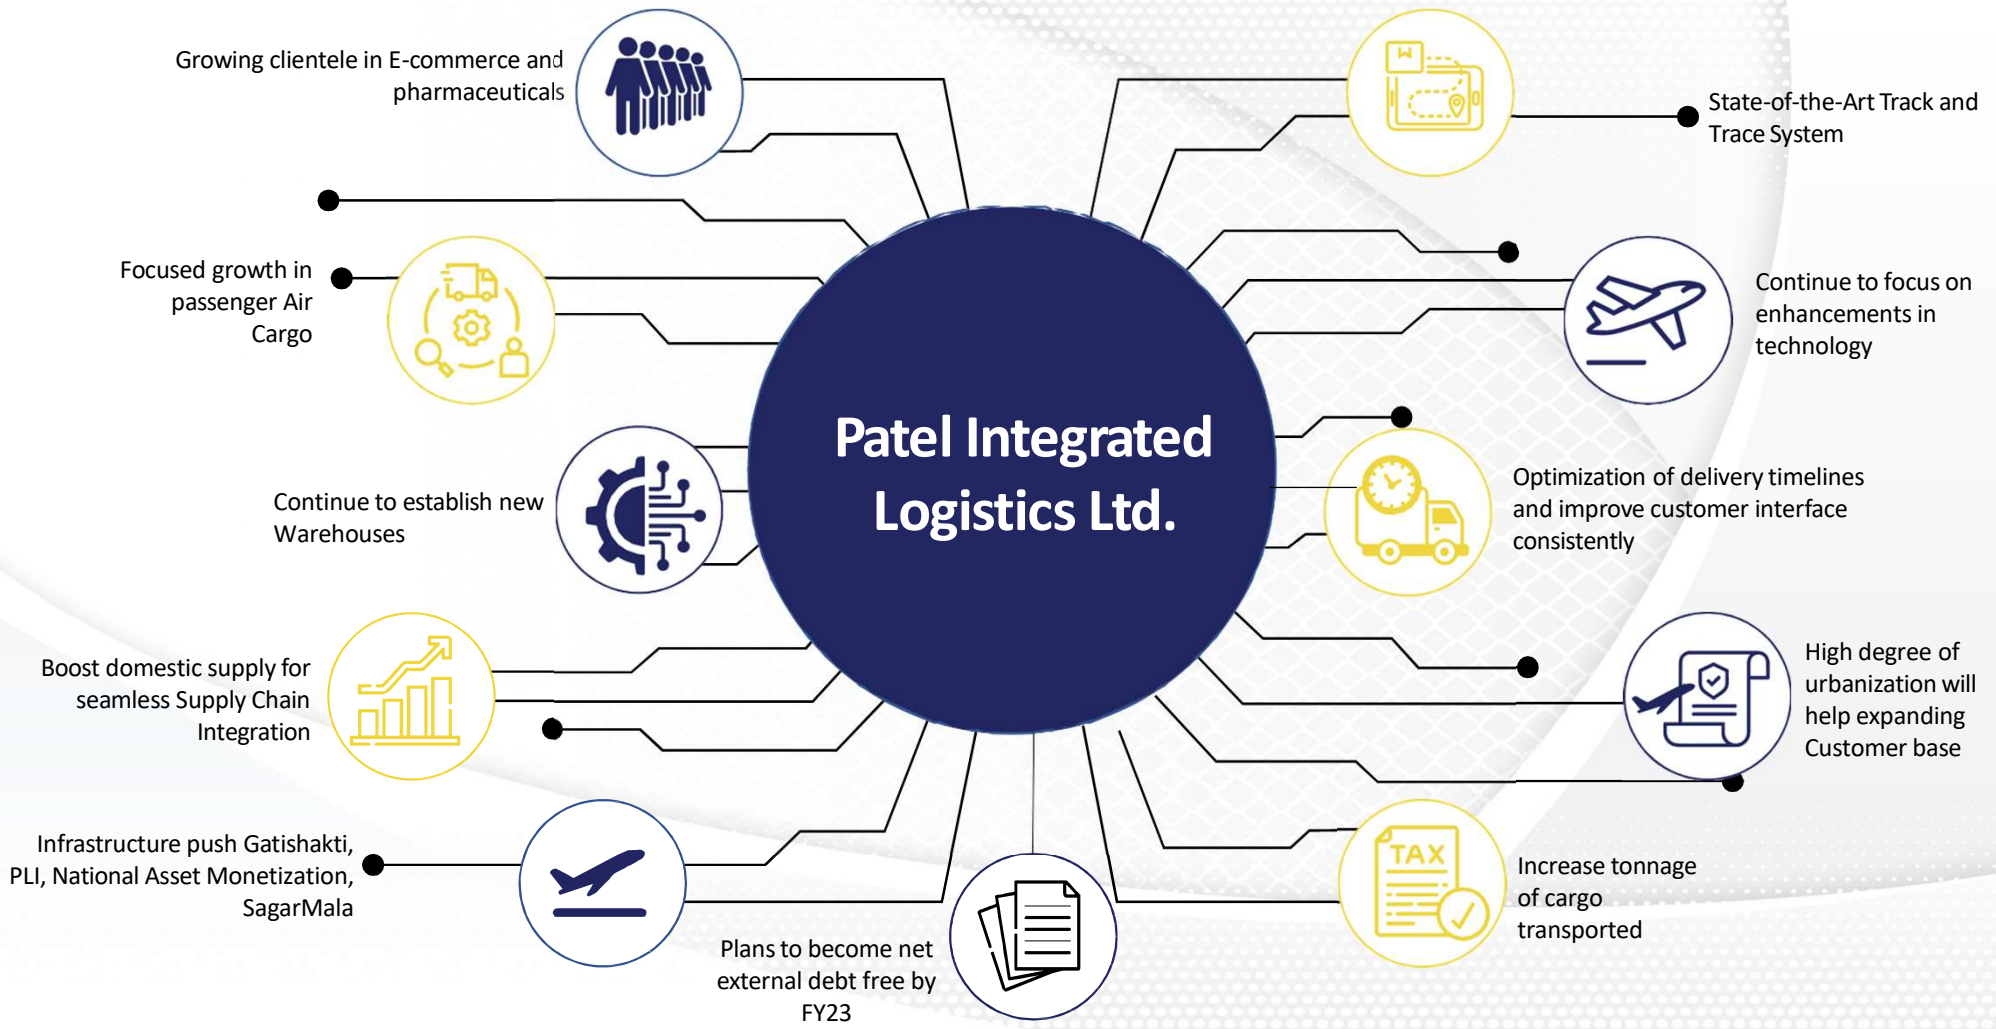 Growing clientele in E-commerce and
pharmaceuticals
State-of-the-Art Track and
Trace System
Focused growth in
passenger Air
Cargo
Continue to focus on
enhancements in
technology
Patel Integrated
Logistics Ltd.
Continue to establish new
Warehouses
Optimization of delivery timelines
and improve customer interface
consistently
Boost domestic supply for
seamless Supply Chain
Integration
High degree of
urbanization will
help expanding
Customer base
Infrastructure push Gatishakti,
PLI, National Asset Monetization,
SagarMala
TAX
Increase tonnage
of cargo
transported
Plans to become net
external debt free by
FY23